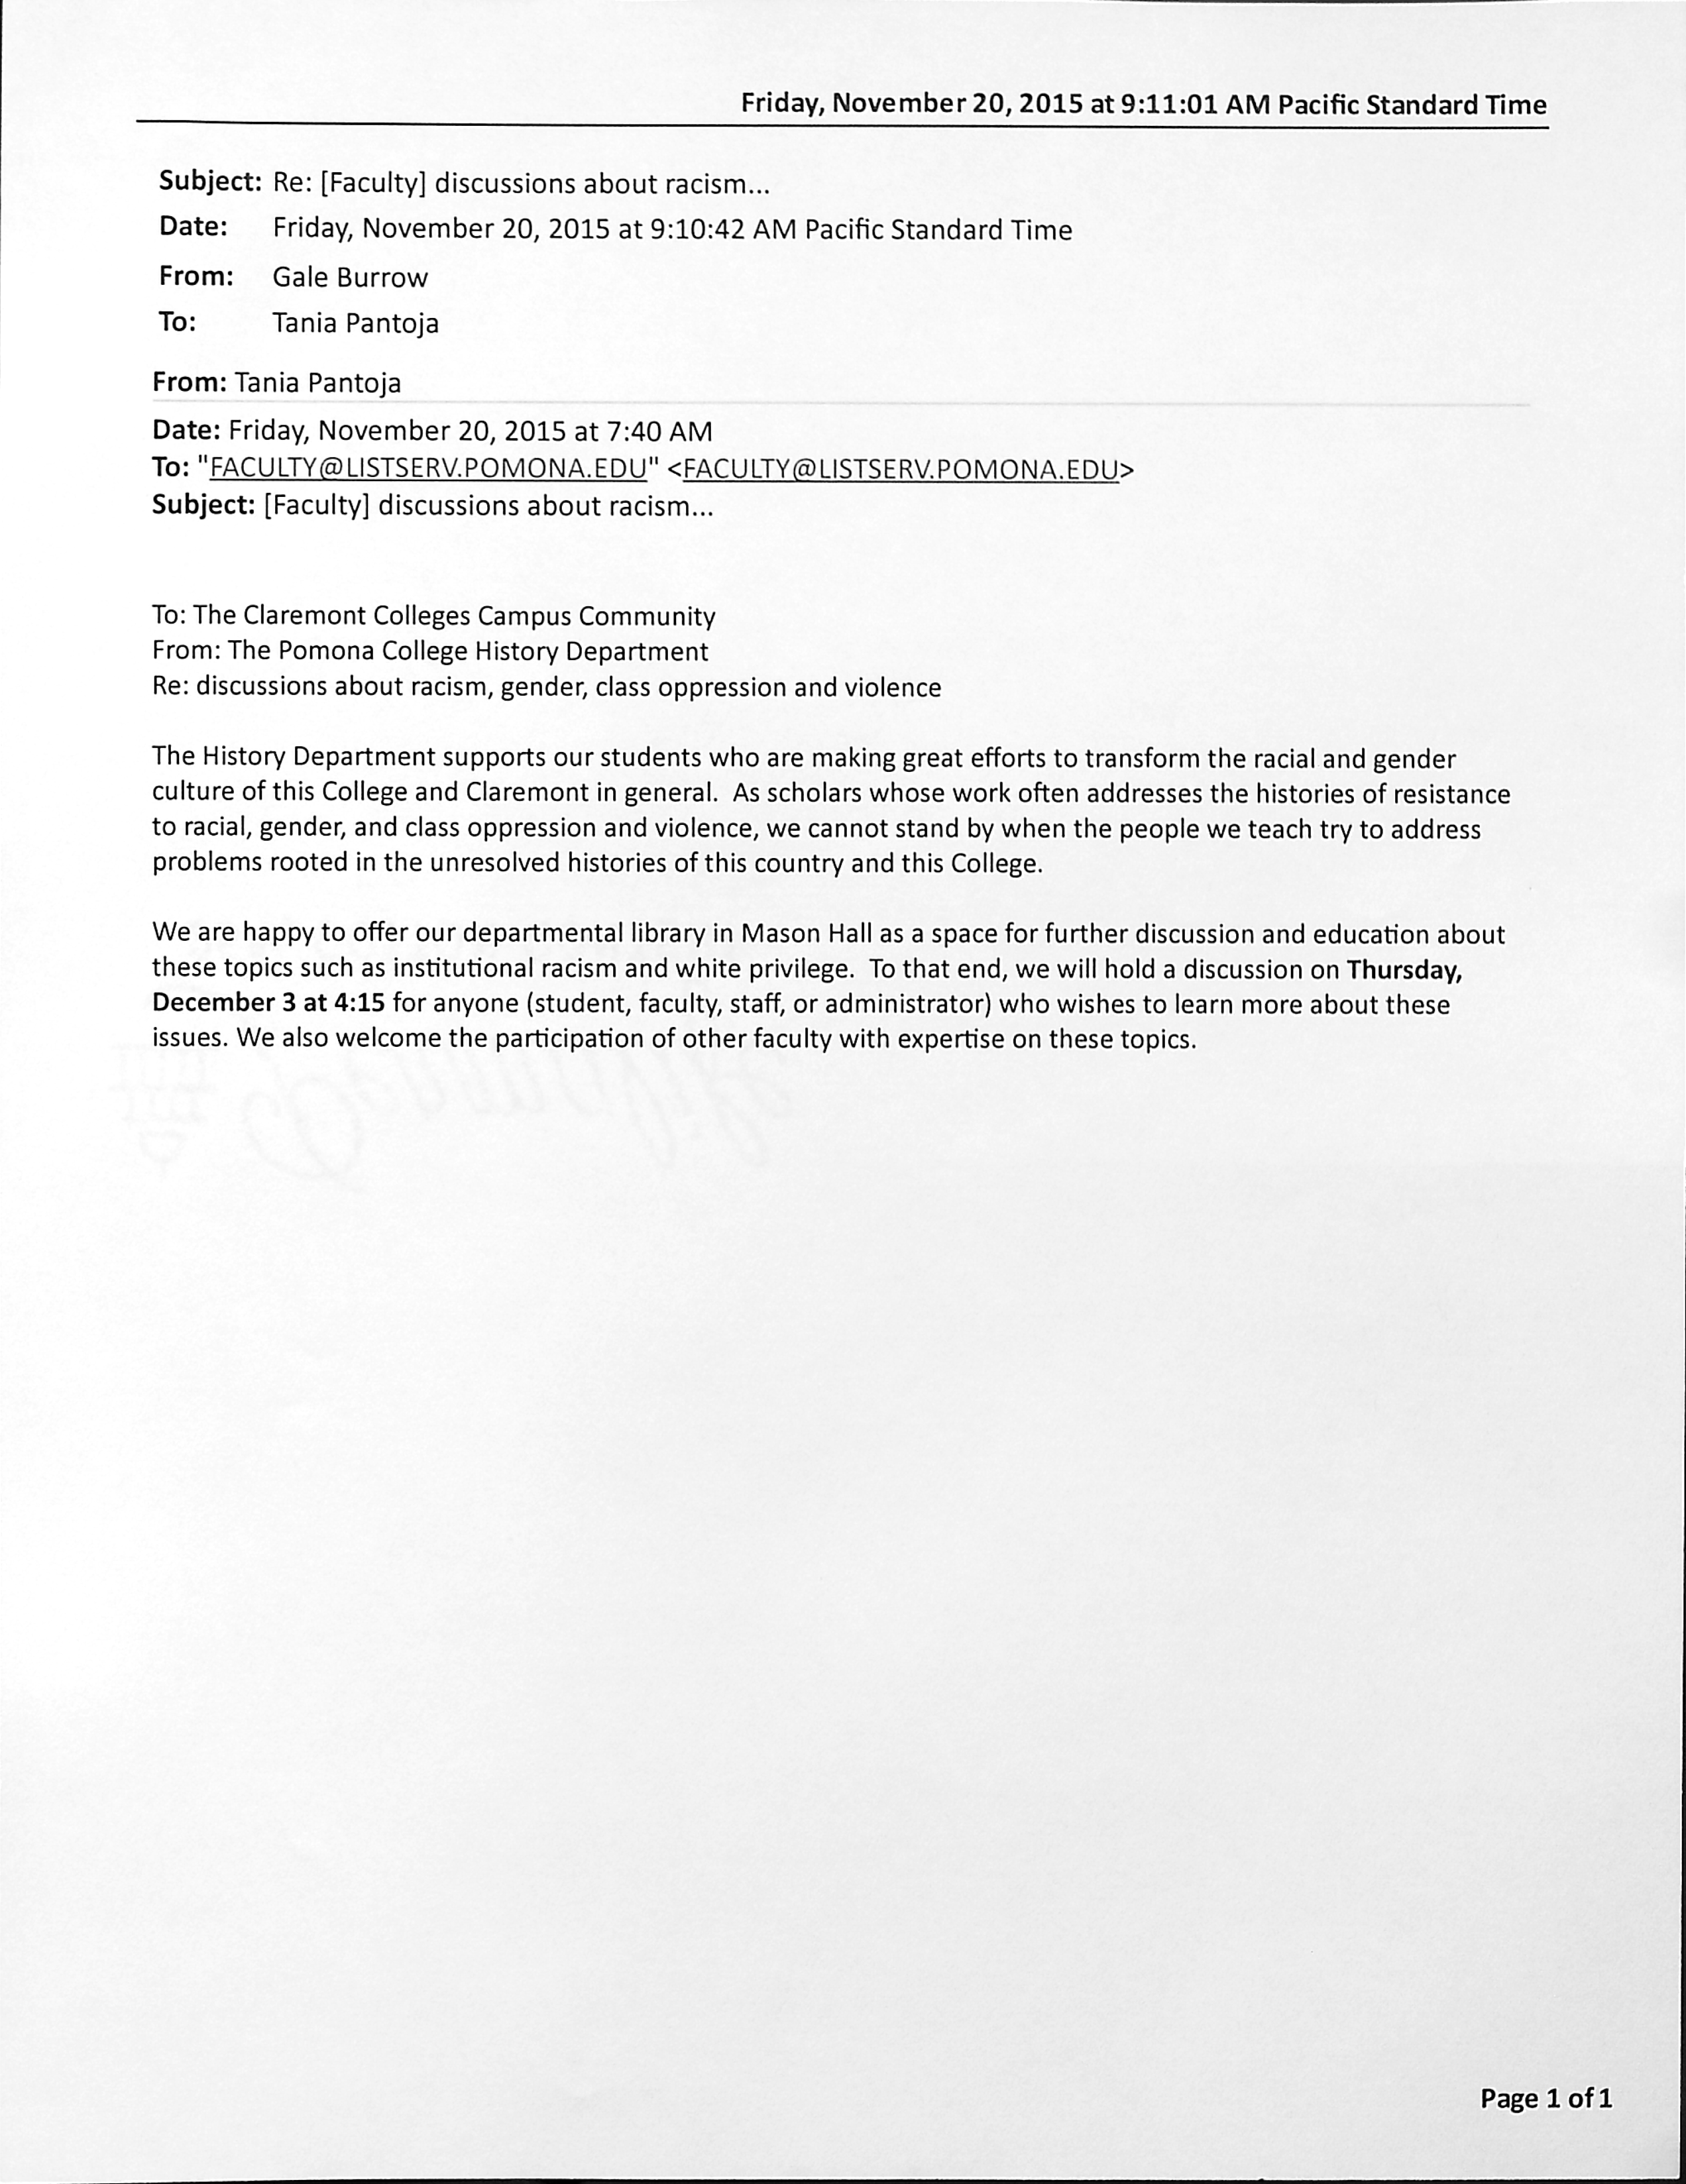 Friday, November 20, 2015 at 9:11:01 AM Pacific Standard Time
Subject: Re: [Faculty] discussions about racism...
Date: Friday, November 20, 2015 at 9:10:42 AM Pacific Standard Time
From: Gale Burrow
To: Tania Pantoja
From: Tania Pantoja
Date: Friday, November 20, 2015 at 7:40 AM
To: "FACULTY@LISTSERV.POMONA.EDU" <FACULTY@LISTSERV.POMONA.EDU>
Subject: [Faculty] discussions about racism...
To: The Claremont Colleges Campus Community
From: The Pomona College History Department
Re: discussions about racism, gender, class oppression and violence
The History Department supports our students who are making great efforts to transform the racial and gender
culture of this College and Claremont in general.  As scholars whose work often addresses the histories of resistance
to racial, gender, and class oppression and violence, we cannot stand by when the people we teach try to address
problems rooted in the unresolved histories of this country and this College.
We are happy to offer our departmental library in Mason Hall as a space for further discussion and education about
these topics such as institutional racism and white privilege.  To that end, we will hold a discussion on Thursday,
December 3 at 4:15 for anyone (student, faculty, staff, or administrator) who wishes to learn more about these
issues. We also welcome the participation of other faculty with expertise on these topics.
Page 1 of 1